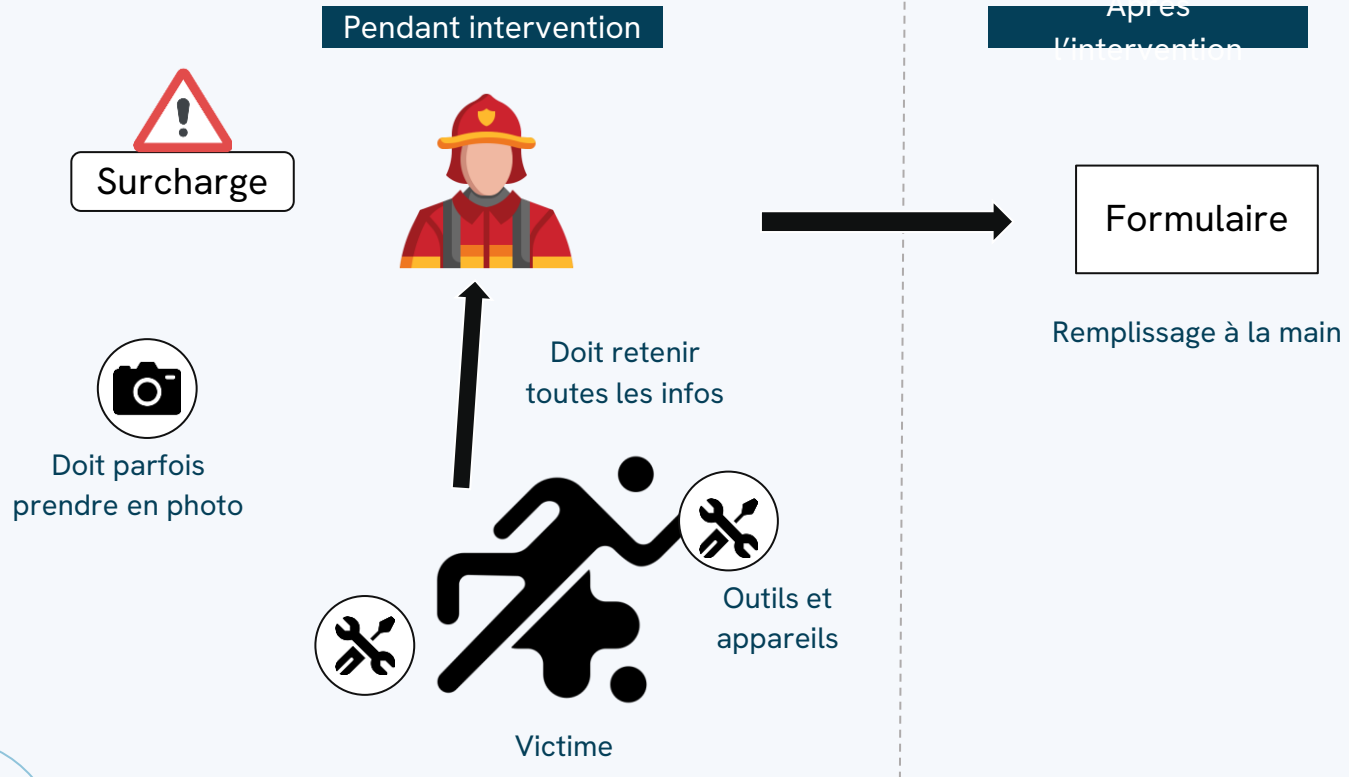 Pendant intervention
Après
l'intervention
Surcharge
Formulaire
Remplissage à la main
Doit retenir
toutes les infos
Doit parfois
prendre en photo
Outils et
appareils
Victime